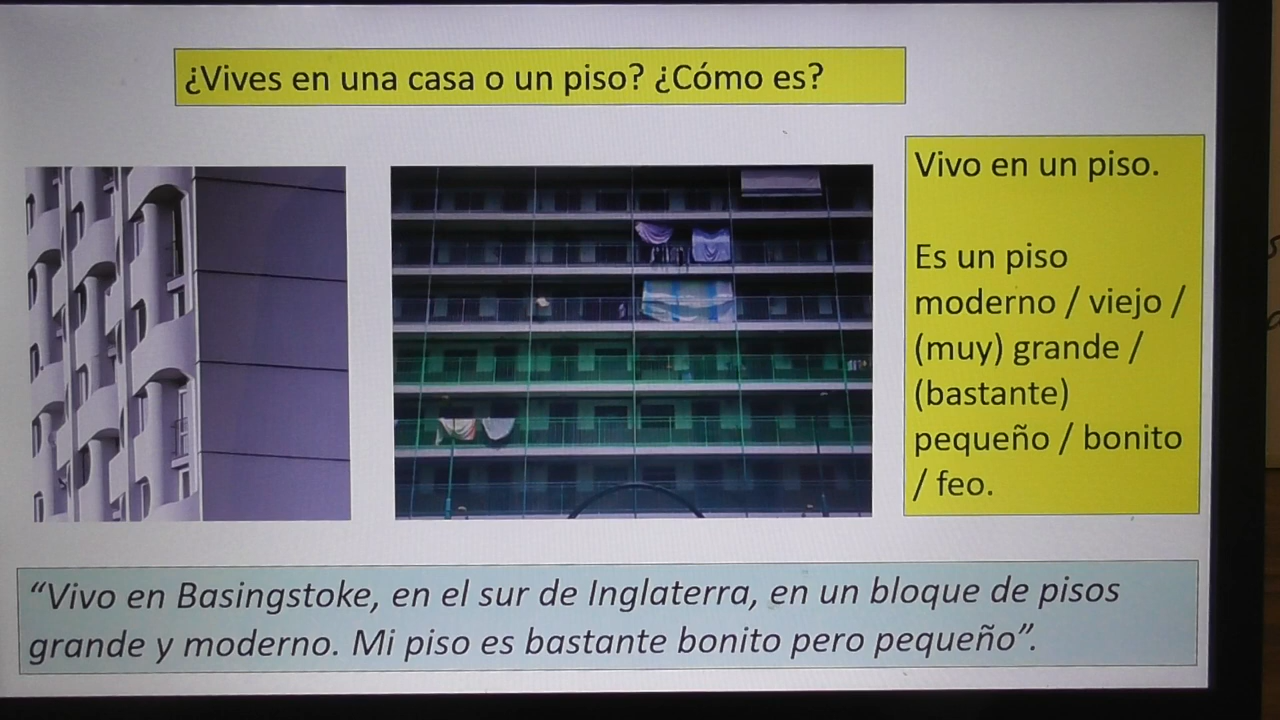 ¿Vives en una casa o un piso? ¿Cómo es?
Vivo en un piso.
Es un piso
moderno / viejo /
(muy) grande /
(bastante)
pequeño / bonito
/ feo.
“Vivo en Basingstoke, en el sur de Inglaterra, en un bloque de pisos
grande y moderno. Mi piso es bastante bonito pero pequeño”.